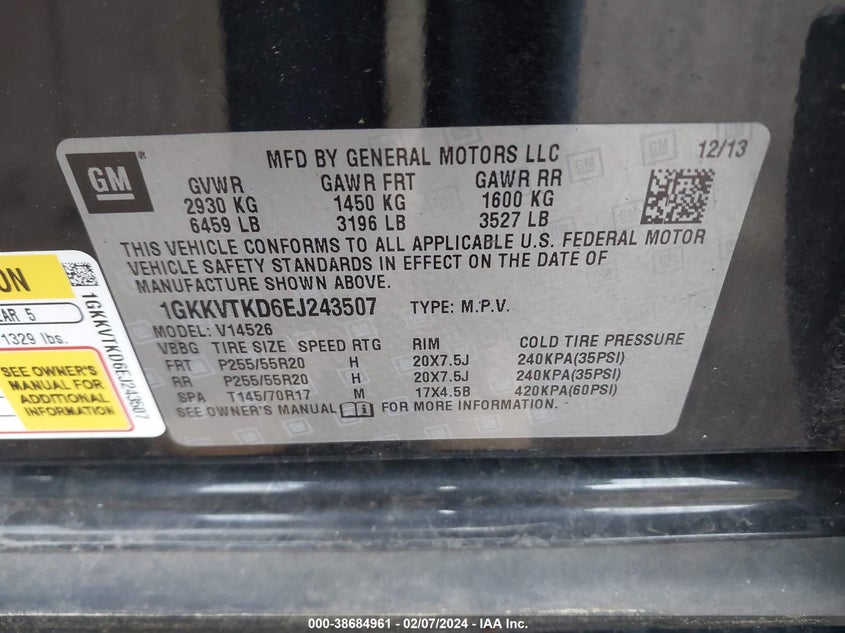 GM
®
MFD BY GENERAL MOTORS LLC
12/13
GVWR GAWR FRT GAWR RR
2930 KG 1450 KG 1600 KG
6459 LB 3196 LB 3527 LB
THIS VEHICLE CONFORMS TO ALL APPLICABLE U.S. FEDERAL MOTOR
VEHICLE SAFETY STANDARDS IN EFFECT ON THE DATE OF
MANUFACTURE SHOWN ABOVE.
1GKKVTKD6EJ243507 TYPE: M.P.V.
MODEL: V14526
VBBG TIRE SIZE SPEED RTG RIM COLD TIRE PRESSURE
FRT P255/55R20 H 20X7.5J 240KPA(35PSI)
RR P255/55R20 H 20X7.5J 240KPA(35PSI)
SPA T145/70R17 M 17X4.5B 420KPA(60PSI)
SEE OWNER'S MANUAL FOR MORE INFORMATION.
ON
AR 5
1329 lbs.
SEE OWNER'S
MANUAL FOR
ADDITIONAL
INFORMATION
1GKKVTKD6EJ243507
000-38684961 - 02/07/2024 - IAA Inc.